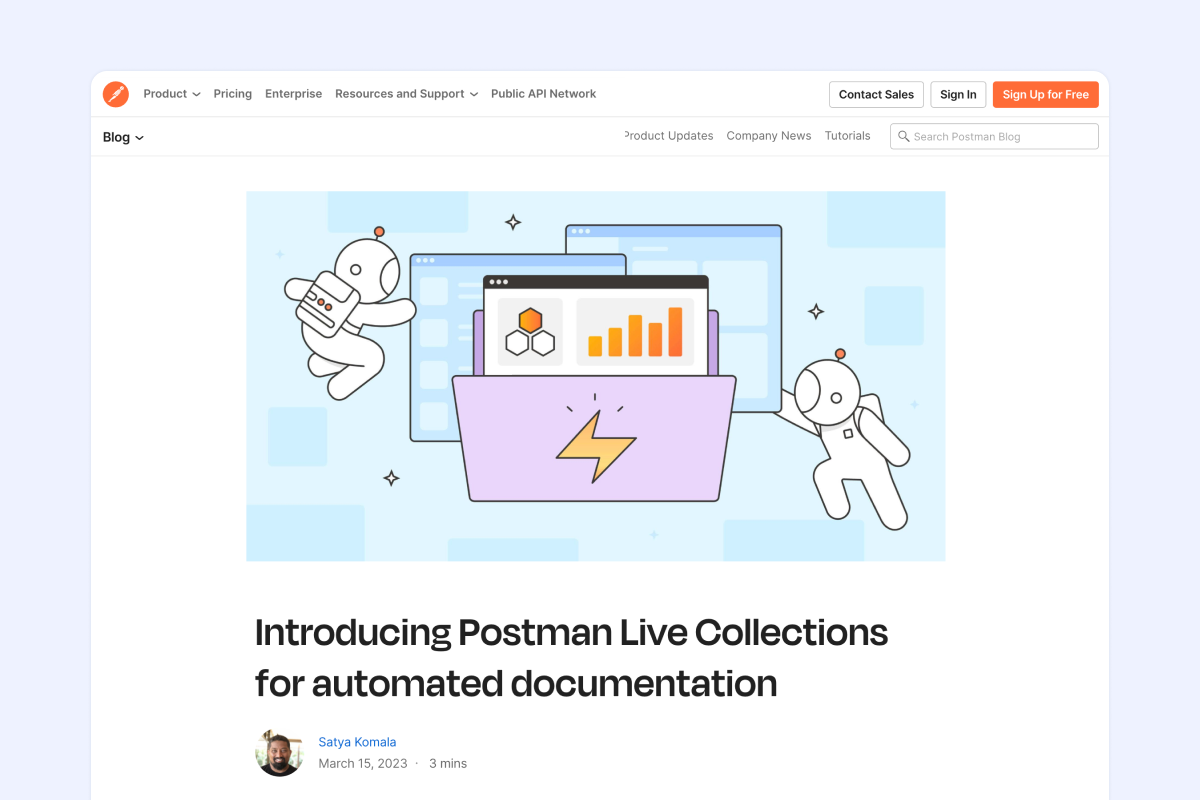 Product Pricing Enterprise Resources and Support Public API Network Contact Sales Sign In Sign Up for Free
Blog Product Updates Company News Tutorials Search Postman Blog
Introducing Postman Live Collections
for automated documentation
Satya Komala
March 15, 2023 · 3 mins